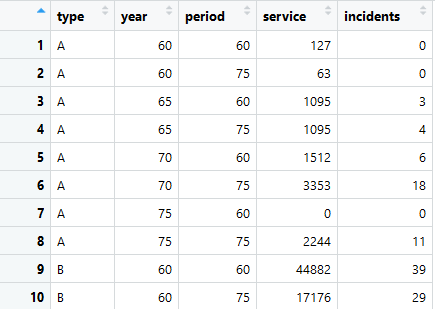 type year period service incidents
1 A 60 60 127 0
2 A 60 75 63 0
3 A 65 60 1095 3
4 A 65 75 1095 4
5 A 70 60 1512 6
6 A 70 75 3353 18
7 A 75 60 0 0
8 A 75 75 2244 11
9 B 60 60 44882 39
10 B 60 75 17176 29